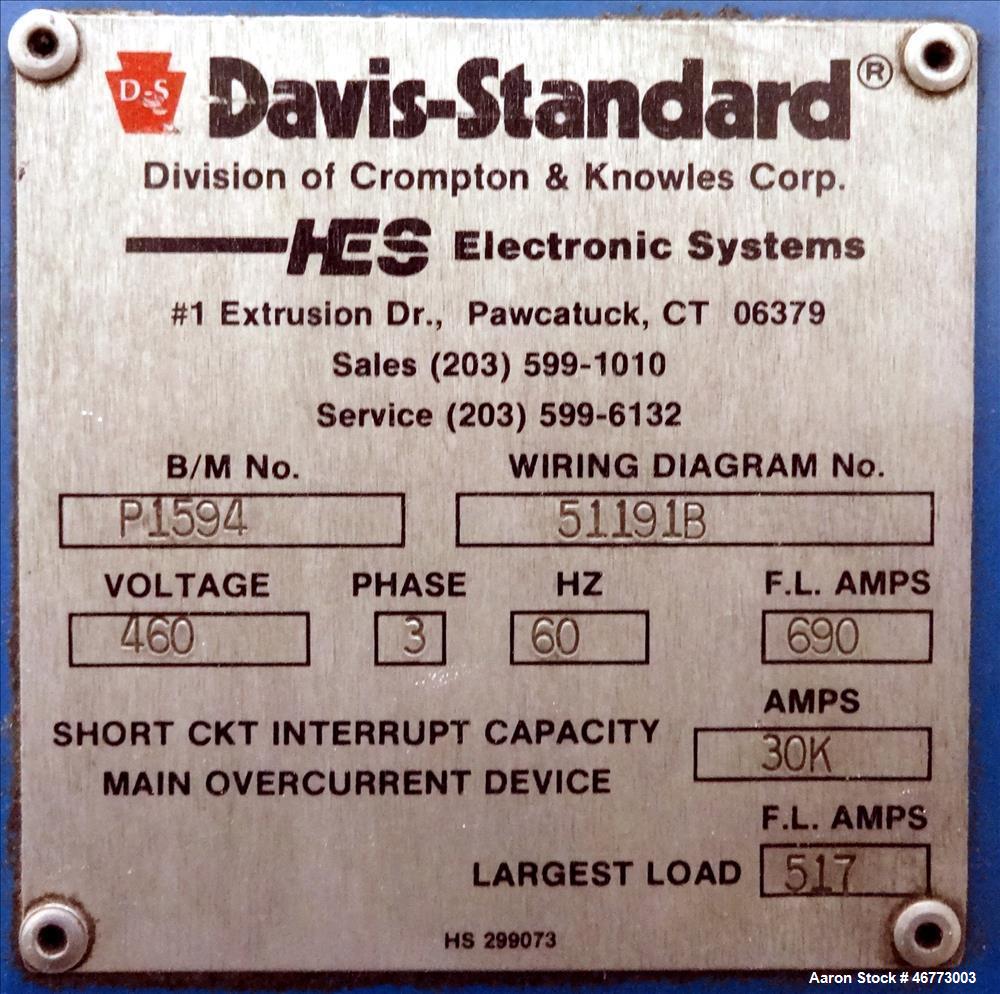 D-S Davis-Standard®
Division of Crompton & Knowles Corp.
HES Electronic Systems
#1 Extrusion Dr., Pawcatuck, CT 06379
Sales (203) 599-1010
Service (203) 599-6132
B/M No. WIRING DIAGRAM No.
P1594 51191B
VOLTAGE PHASE HZ F.L. AMPS
460 3 60 690
AMPS
SHORT CKT INTERRUPT CAPACITY
MAIN OVERCURRENT DEVICE 30K
F.L. AMPS
LARGEST LOAD 517
HS 299073
Aaron Stock # 46773003